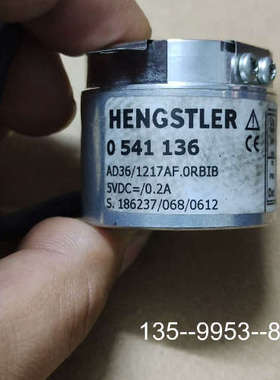 HENGSTLER
0 541 136
AD36/1217AF.0RBIB
5VDC=/0.2A
S. 186237/068/0612
135--9953--8